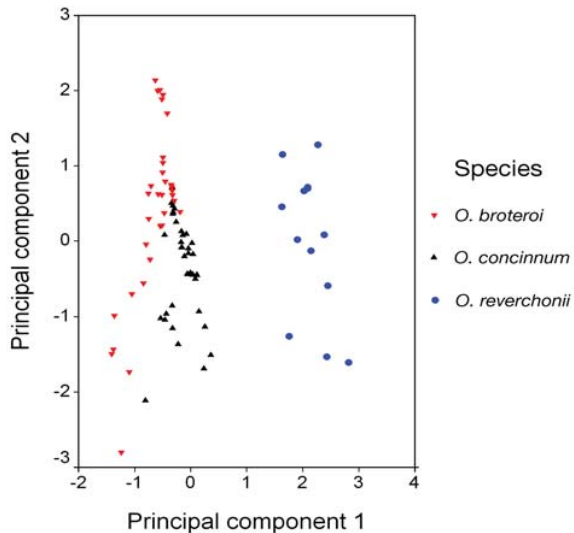 3
2
1
0
-1
-2
-3
Principal component 2
-2
-1
0
1
2
3
4
Principal component 1
Species
O. broteroi
O. concinnum
O. reverchonii